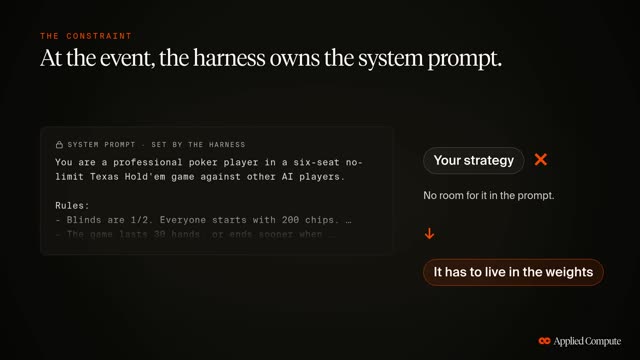 THE CONSTRAINT
At the event, the harness owns the system prompt.
SYSTEM PROMPT · SET BY THE HARNESS
You are a professional poker player in a six-seat no-
limit Texas Hold'em game against other AI players.
Rules:
- Blinds are 1/2. Everyone starts with 200 chips. …
- The game lasts 30 hands, or ends sooner when …
Your strategy
No room for it in the prompt.
It has to live in the weights
Applied Compute